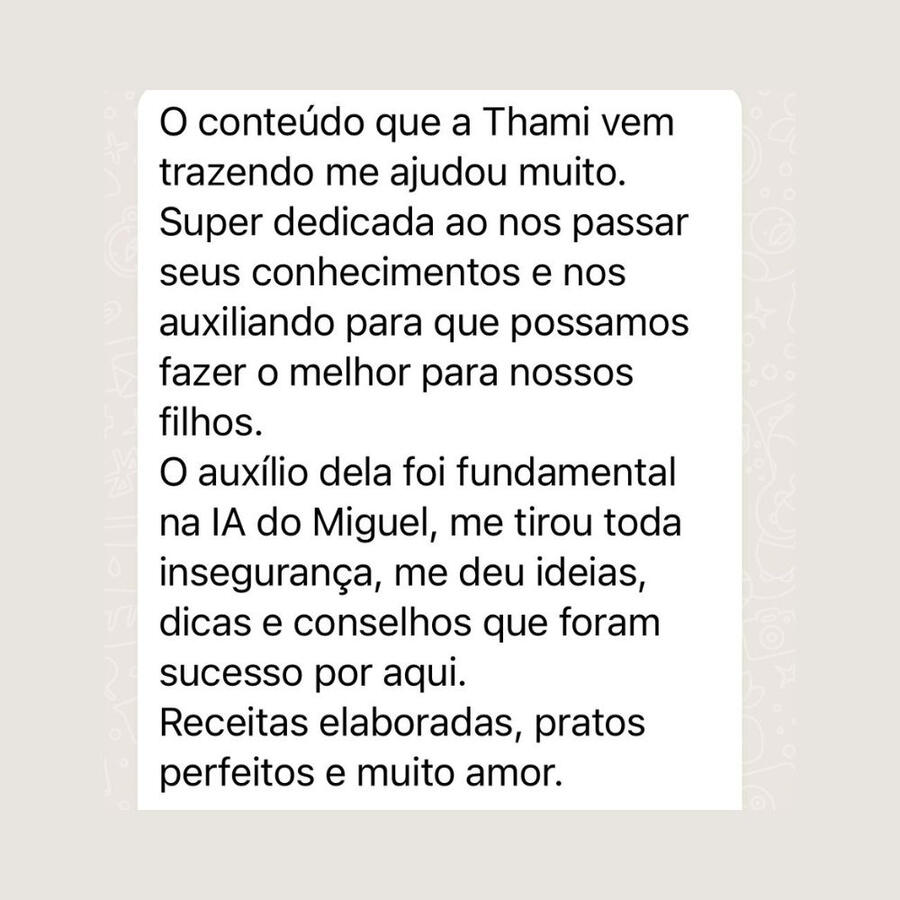 O conteúdo que a Thami vem
trazendo me ajudou muito.
Super dedicada ao nos passar
seus conhecimentos e nos
auxiliando para que possamos
fazer o melhor para nossos
filhos.
O auxílio dela foi fundamental
na IA do Miguel, me tirou toda
insegurança, me deu ideias,
dicas e conselhos que foram
sucesso por aqui.
Receitas elaboradas, pratos
perfeitos e muito amor.